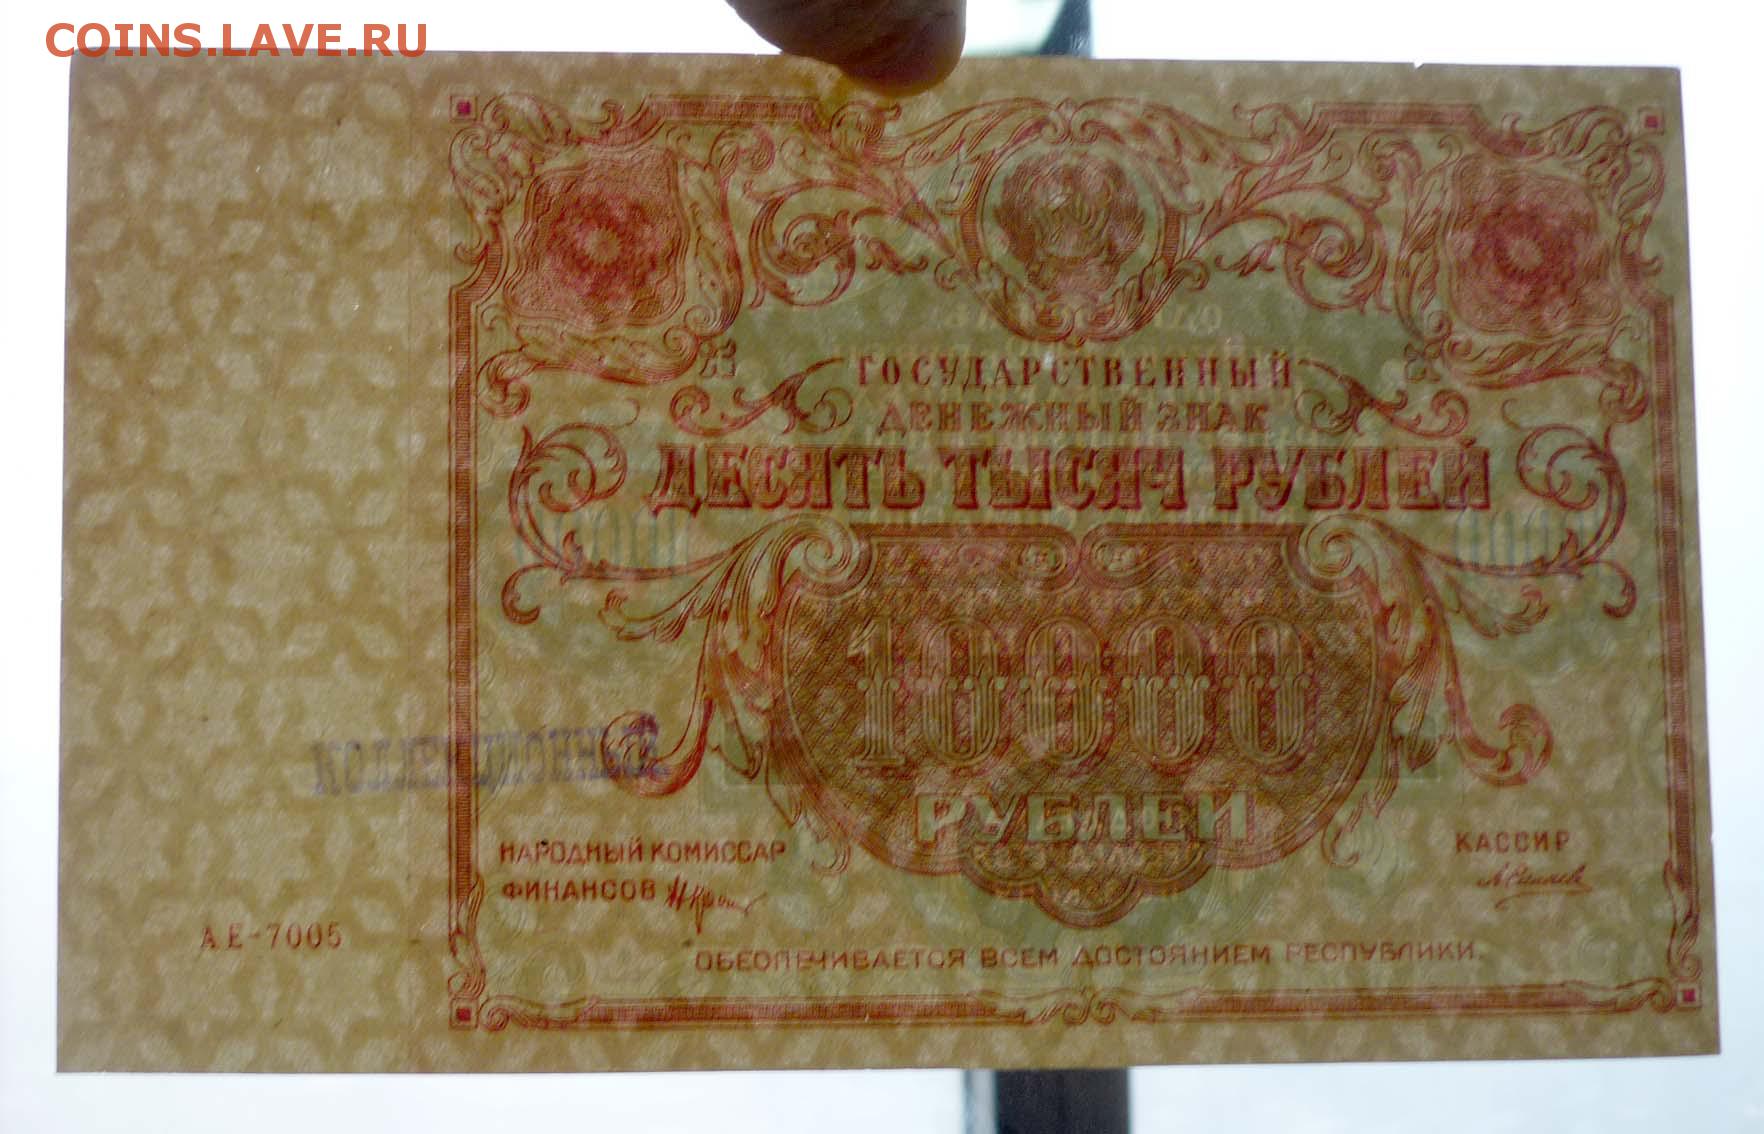 COINS.LAVE.RU
ГОСУДАРСТВЕННЫЙ
ДЕНЕЖНЫЙ ЗНАК
ДЕСЯТЬ ТЫСЯЧ РУБЛЕЙ
10000
РУБЛЕЙ
НАРОДНЫЙ КОМИССАР
ФИНАНСОВ
КАССИР
АЕ-7005
ОБЕСПЕЧИВАЕТСЯ ВСЕМ ДОСТОЯНИЕМ РЕСПУБЛИКИ.